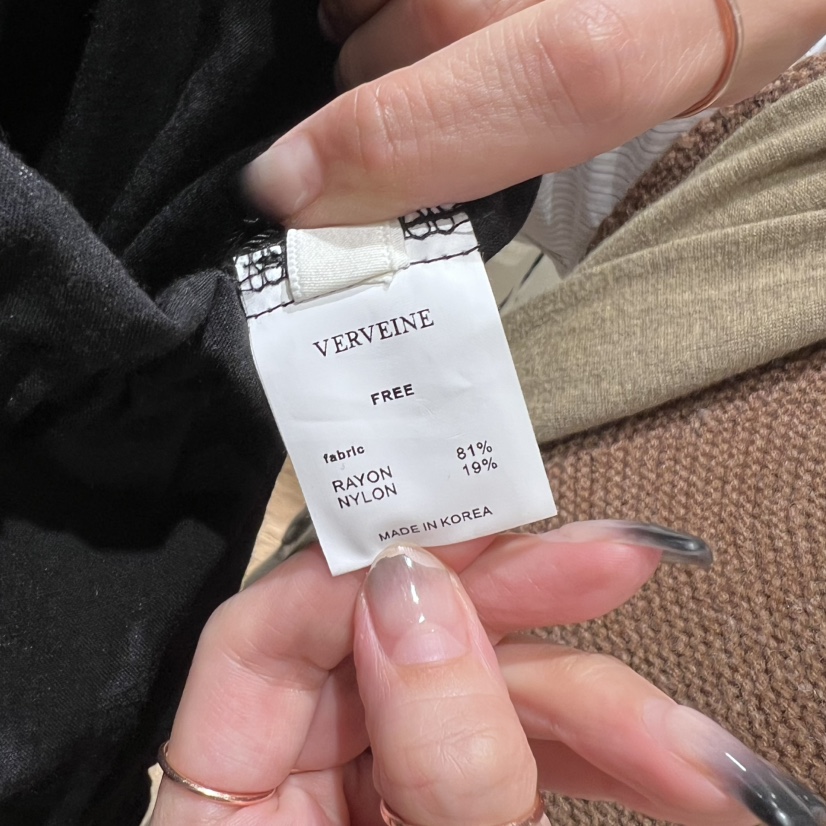 VERVEINE
FREE
fabric
RAYON 81%
NYLON 19%
MADE IN KOREA